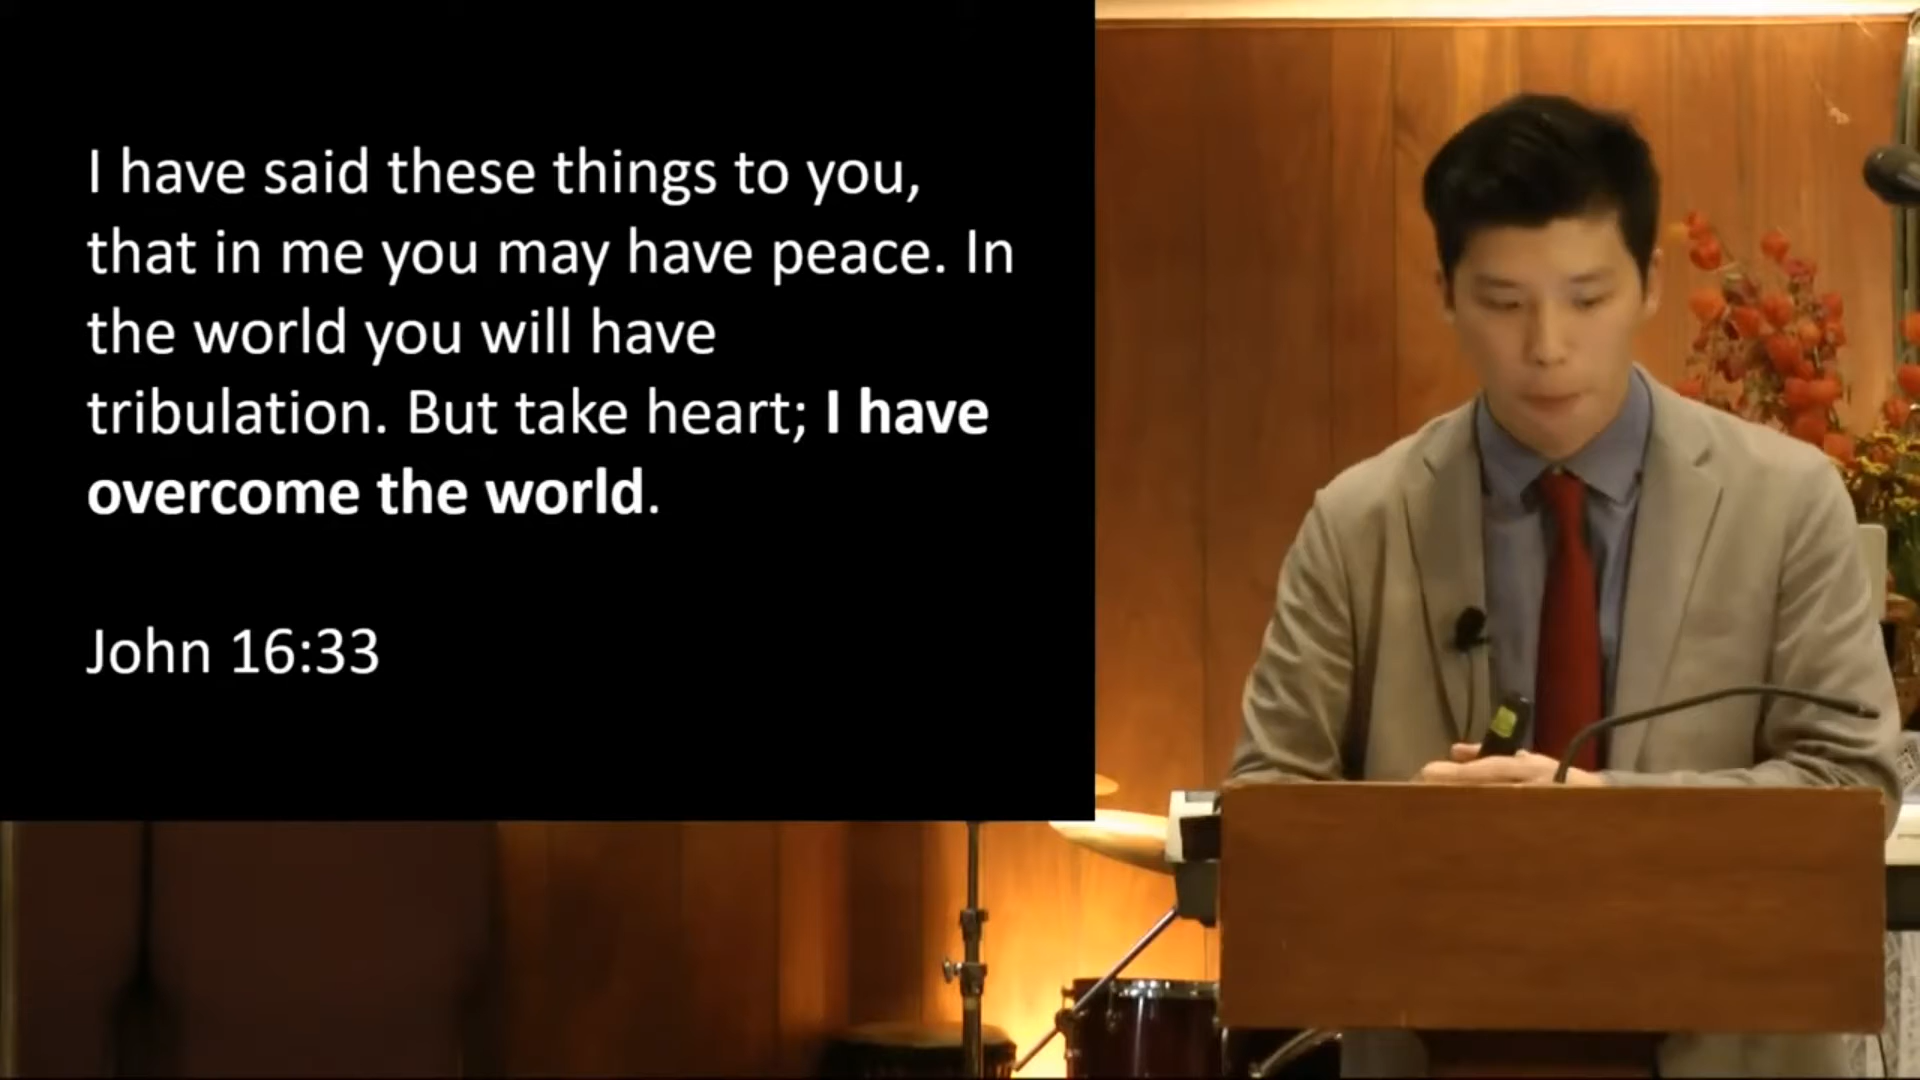 I have said these things to you,
that in me you may have peace. In
the world you will have
tribulation. But take heart; I have
overcome the world.
John 16:33